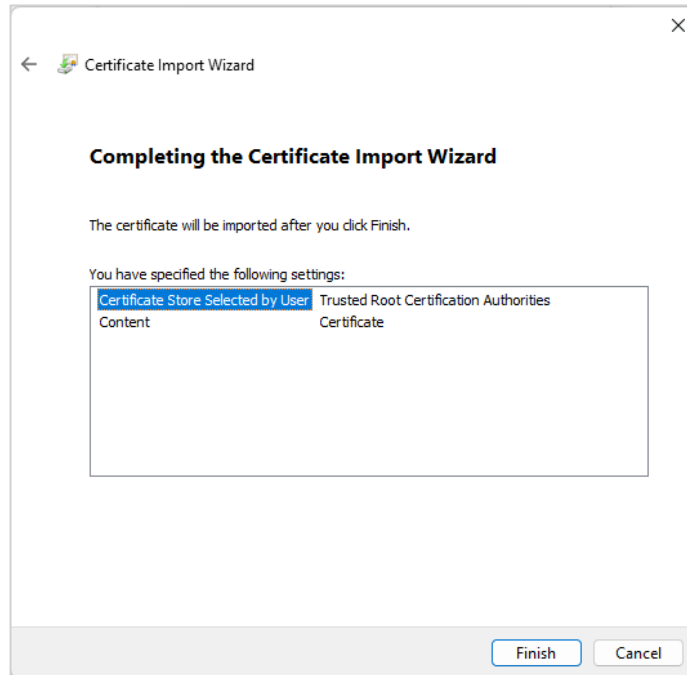 Certificate Import Wizard
Completing the Certificate Import Wizard
The certificate will be imported after you click Finish.
You have specified the following settings:
Certificate Store Selected by User Trusted Root Certification Authorities
Content Certificate
Finish Cancel